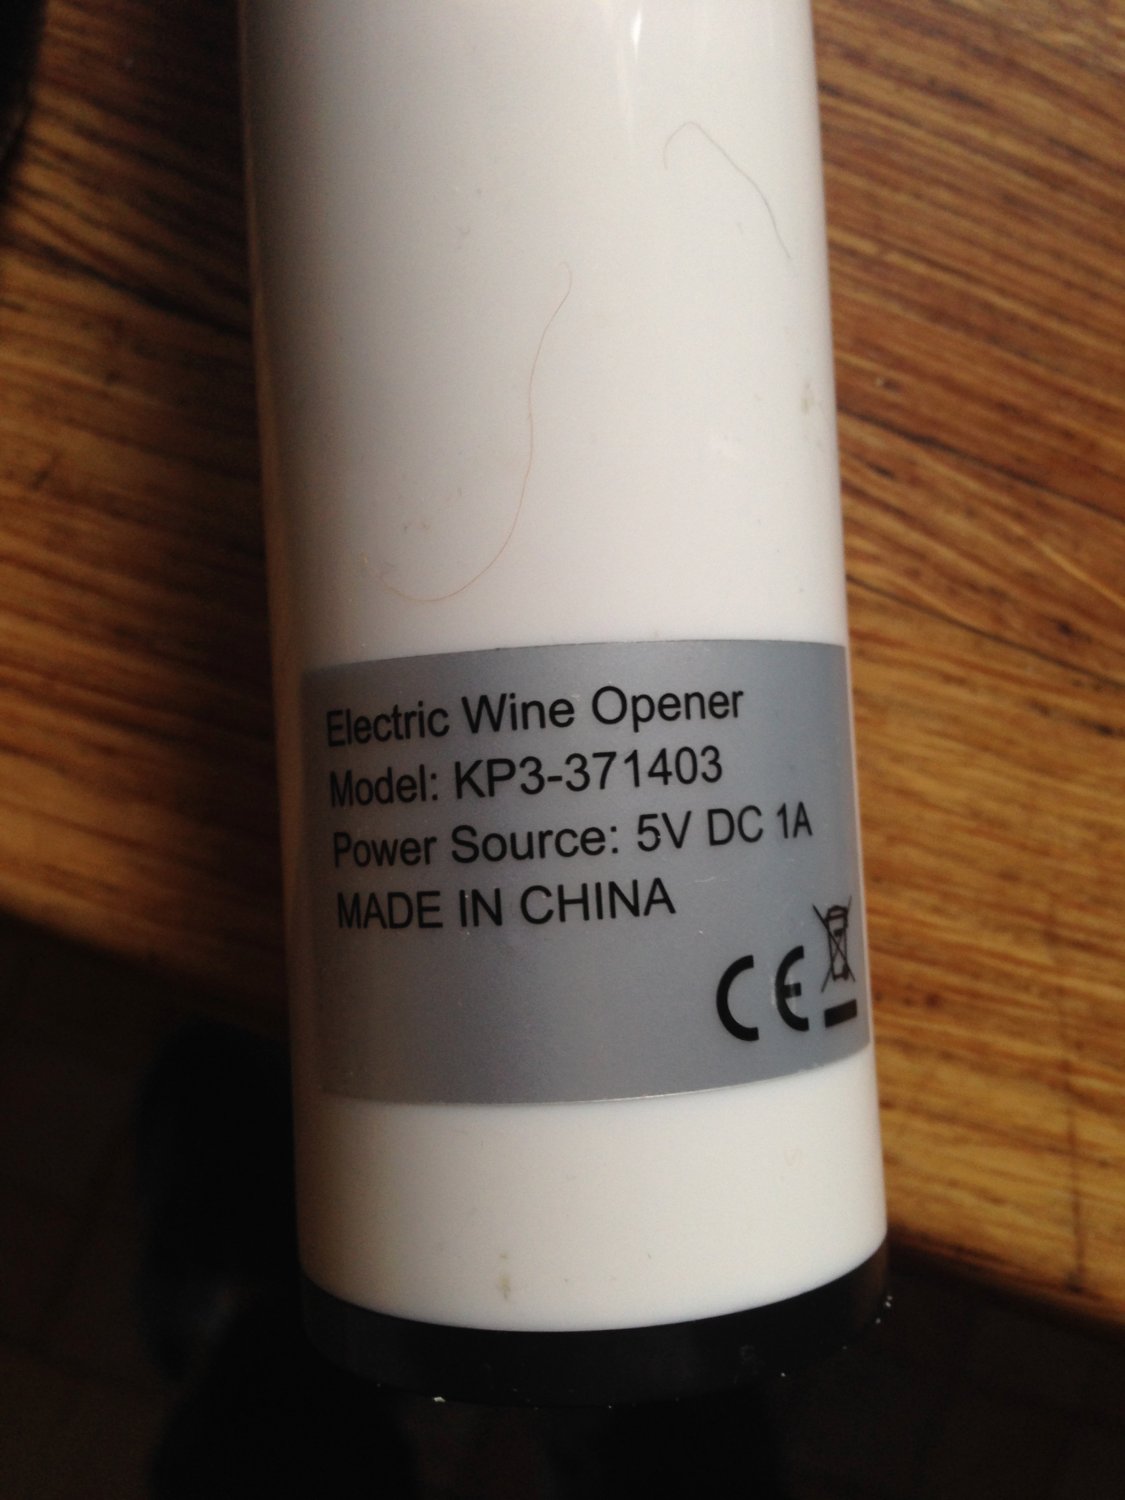 Electric Wine Opener
Model: KP3-371403
Power Source: 5V DC 1A
MADE IN CHINA
CE